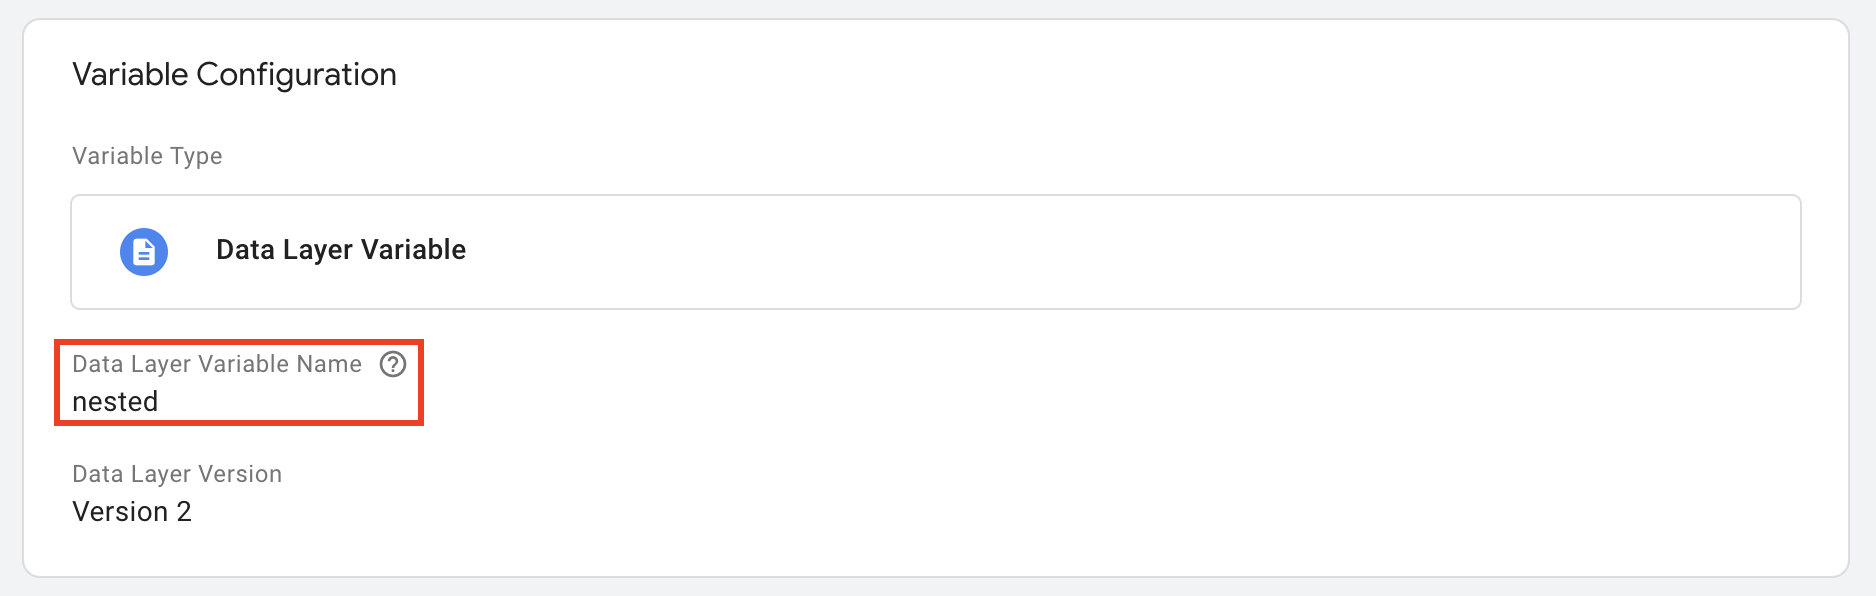 Variable Configuration
Variable Type
Data Layer Variable
Data Layer Variable Name ?
nested
Data Layer Version
Version 2